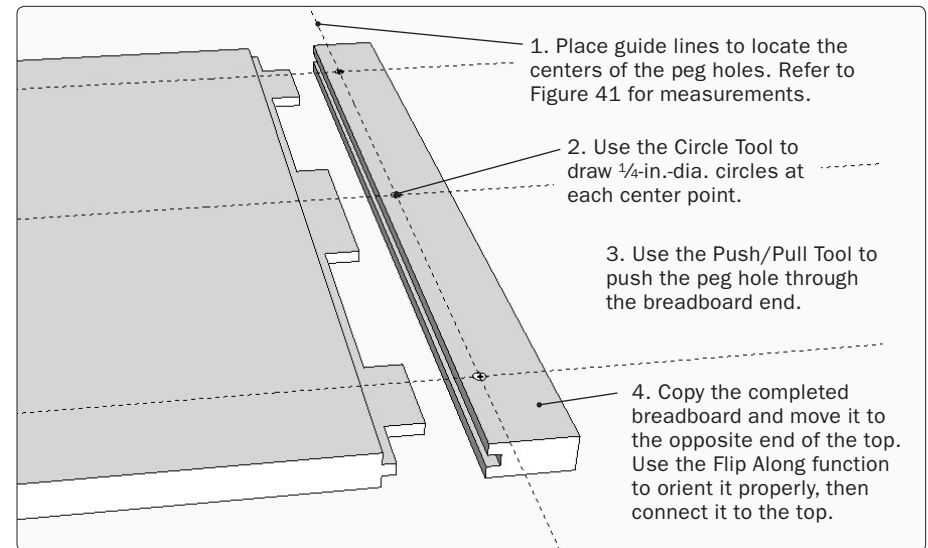 1. Place guide lines to locate the
centers of the peg holes. Refer to
Figure 41 for measurements.
2. Use the Circle Tool to
draw ¼-in.-dia. circles at
each center point.
3. Use the Push/Pull Tool to
push the peg hole through
the breadboard end.
4. Copy the completed
breadboard and move it to
the opposite end of the top.
Use the Flip Along function
to orient it properly, then
connect it to the top.